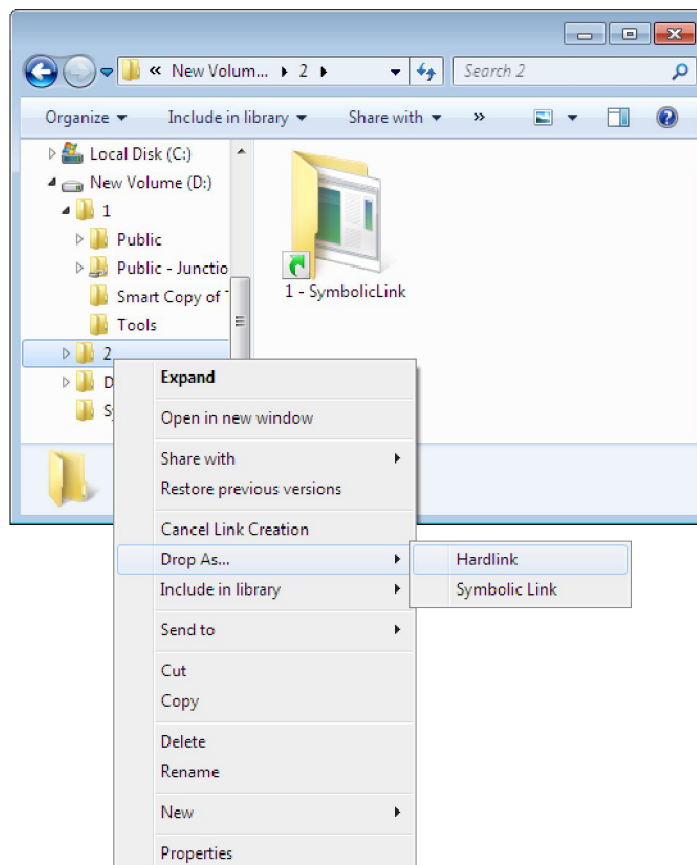 « New Volum... 2
Search 2
Organize Include in library Share with »
Local Disk (C:)
New Volume (D:)
1
Public
Public - Junctio
Smart Copy of
Tools
2
D
S
1 - SymbolicLink
Expand
Open in new window
Share with
Restore previous versions
Cancel Link Creation
Drop As...
Hardlink
Include in library
Symbolic Link
Send to
Cut
Copy
Delete
Rename
New
Properties